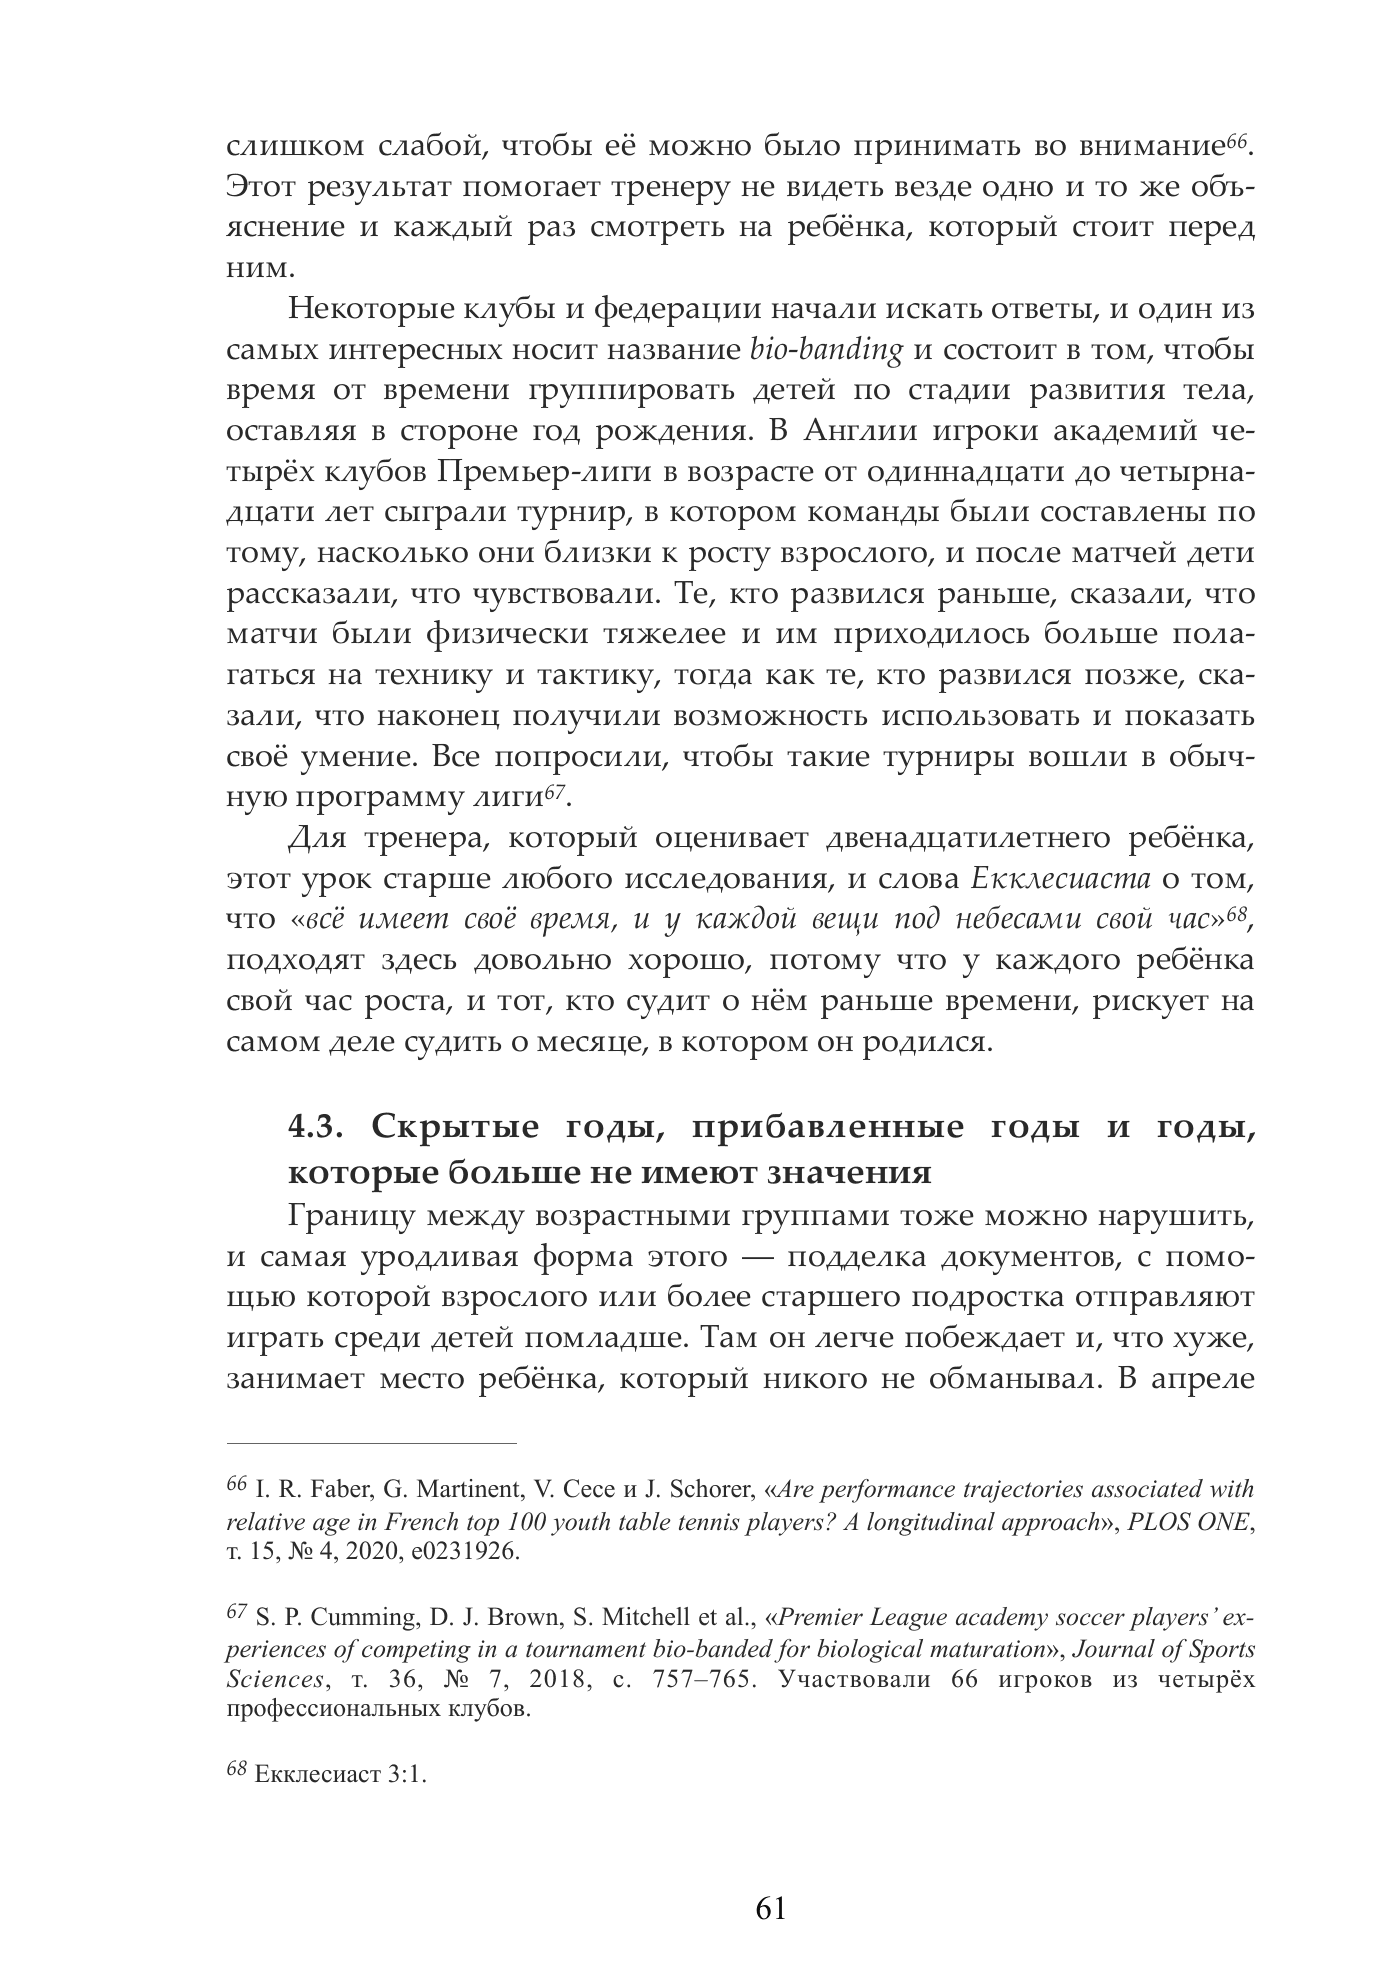 слишком слабой, чтобы её можно было принимать во внимание66.
Этот результат помогает тренеру не видеть везде одно и то же объ-
яснение и каждый раз смотреть на ребёнка, который стоит перед
ним.
Некоторые клубы и федерации начали искать ответы, и один из
самых интересных носит название bio-banding и состоит в том, чтобы
время от времени группировать детей по стадии развития тела,
оставляя в стороне год рождения. В Англии игроки академий че-
тырёх клубов Премьер-лиги в возрасте от одиннадцати до четырна-
дцати лет сыграли турнир, в котором команды были составлены по
тому, насколько они близки к росту взрослого, и после матчей дети
рассказали, что чувствовали. Те, кто развился раньше, сказали, что
матчи были физически тяжелее и им приходилось больше пола-
гаться на технику и тактику, тогда как те, кто развился позже, ска-
зали, что наконец получили возможность использовать и показать
своё умение. Все попросили, чтобы такие турниры вошли в обыч-
ную программу лиги67.
Для тренера, который оценивает двенадцатилетнего ребёнка,
этот урок старше любого исследования, и слова Екклесиаста о том,
что «всё имеет своё время, и у каждой вещи под небесами свой час»68,
подходят здесь довольно хорошо, потому что у каждого ребёнка
свой час роста, и тот, кто судит о нём раньше времени, рискует на
самом деле судить о месяце, в котором он родился.
4.3. Скрытые годы, прибавленные годы и годы,
которые больше не имеют значения
Границу между возрастными группами тоже можно нарушить,
и самая уродливая форма этого — подделка документов, с помо-
щью которой взрослого или более старшего подростка отправляют
играть среди детей помладше. Там он легче побеждает и, что хуже,
занимает место ребёнка, который никого не обманывал. В апреле
66 I. R. Faber, G. Martinent, V. Cece и J. Schorer, «Are performance trajectories associated with
relative age in French top 100 youth table tennis players? A longitudinal approach», PLOS ONE,
т. 15, № 4, 2020, e0231926.
67 S. P. Cumming, D. J. Brown, S. Mitchell et al., «Premier League academy soccer players’ ex-
periences of competing in a tournament bio-banded for biological maturation», Journal of Sports
Sciences, т. 36, № 7, 2018, с. 757–765. Участвовали 66 игроков из четырёх
профессиональных клубов.
68 Екклесиаст 3:1.
61